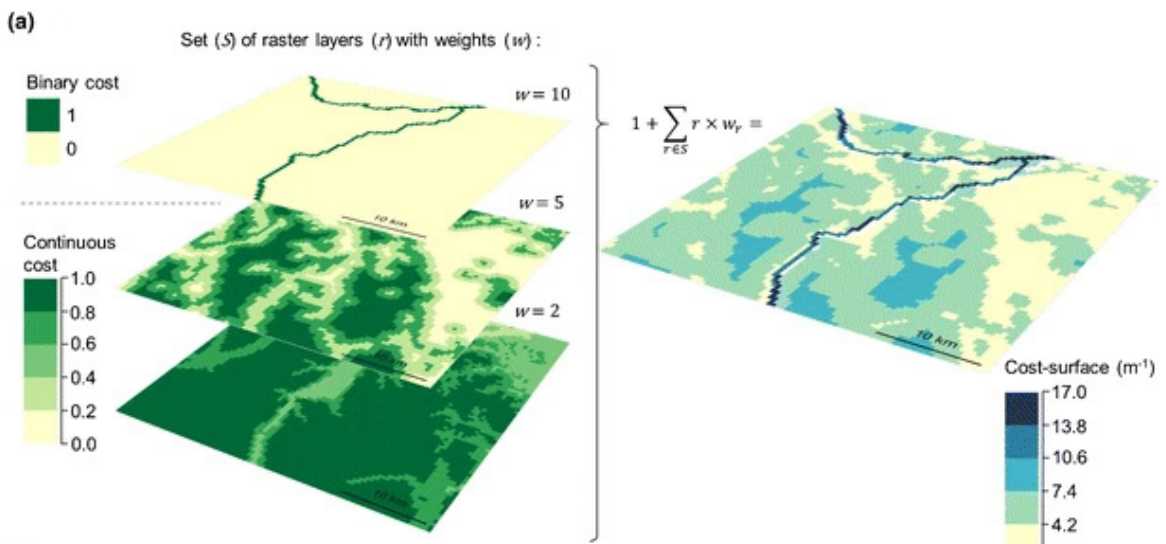 (a)
Set (S) of raster layers (r) with weights (w) :
Binary cost
1
0
w = 10
10 km
w = 5
Continuous
cost
1.0
0.8
0.6
0.4
0.2
0.0
10 km
w = 2
10 km
1 + ∑ r × w_r =
r∈S
10 km
Cost-surface (m⁻¹)
17.0
13.8
10.6
7.4
4.2